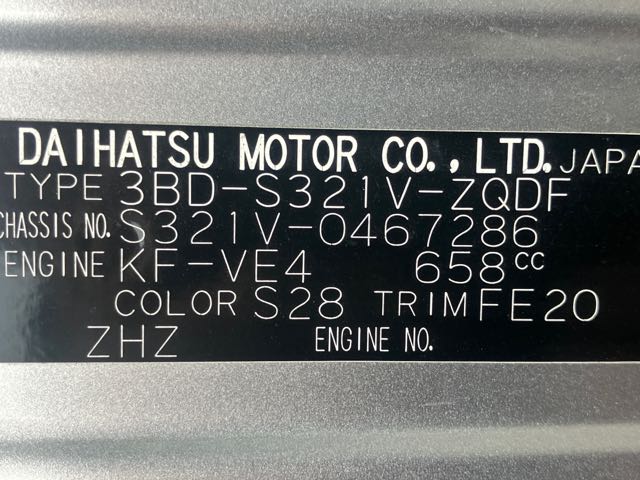 DAIHATSU MOTOR CO., LTD. JAPA
TYPE 3BD-S321V-ZQDF
CHASSIS NO. S321V-0467286
ENGINE KF-VE4 658cc
COLOR S28 TRIM FE20
ZHZ ENGINE NO.